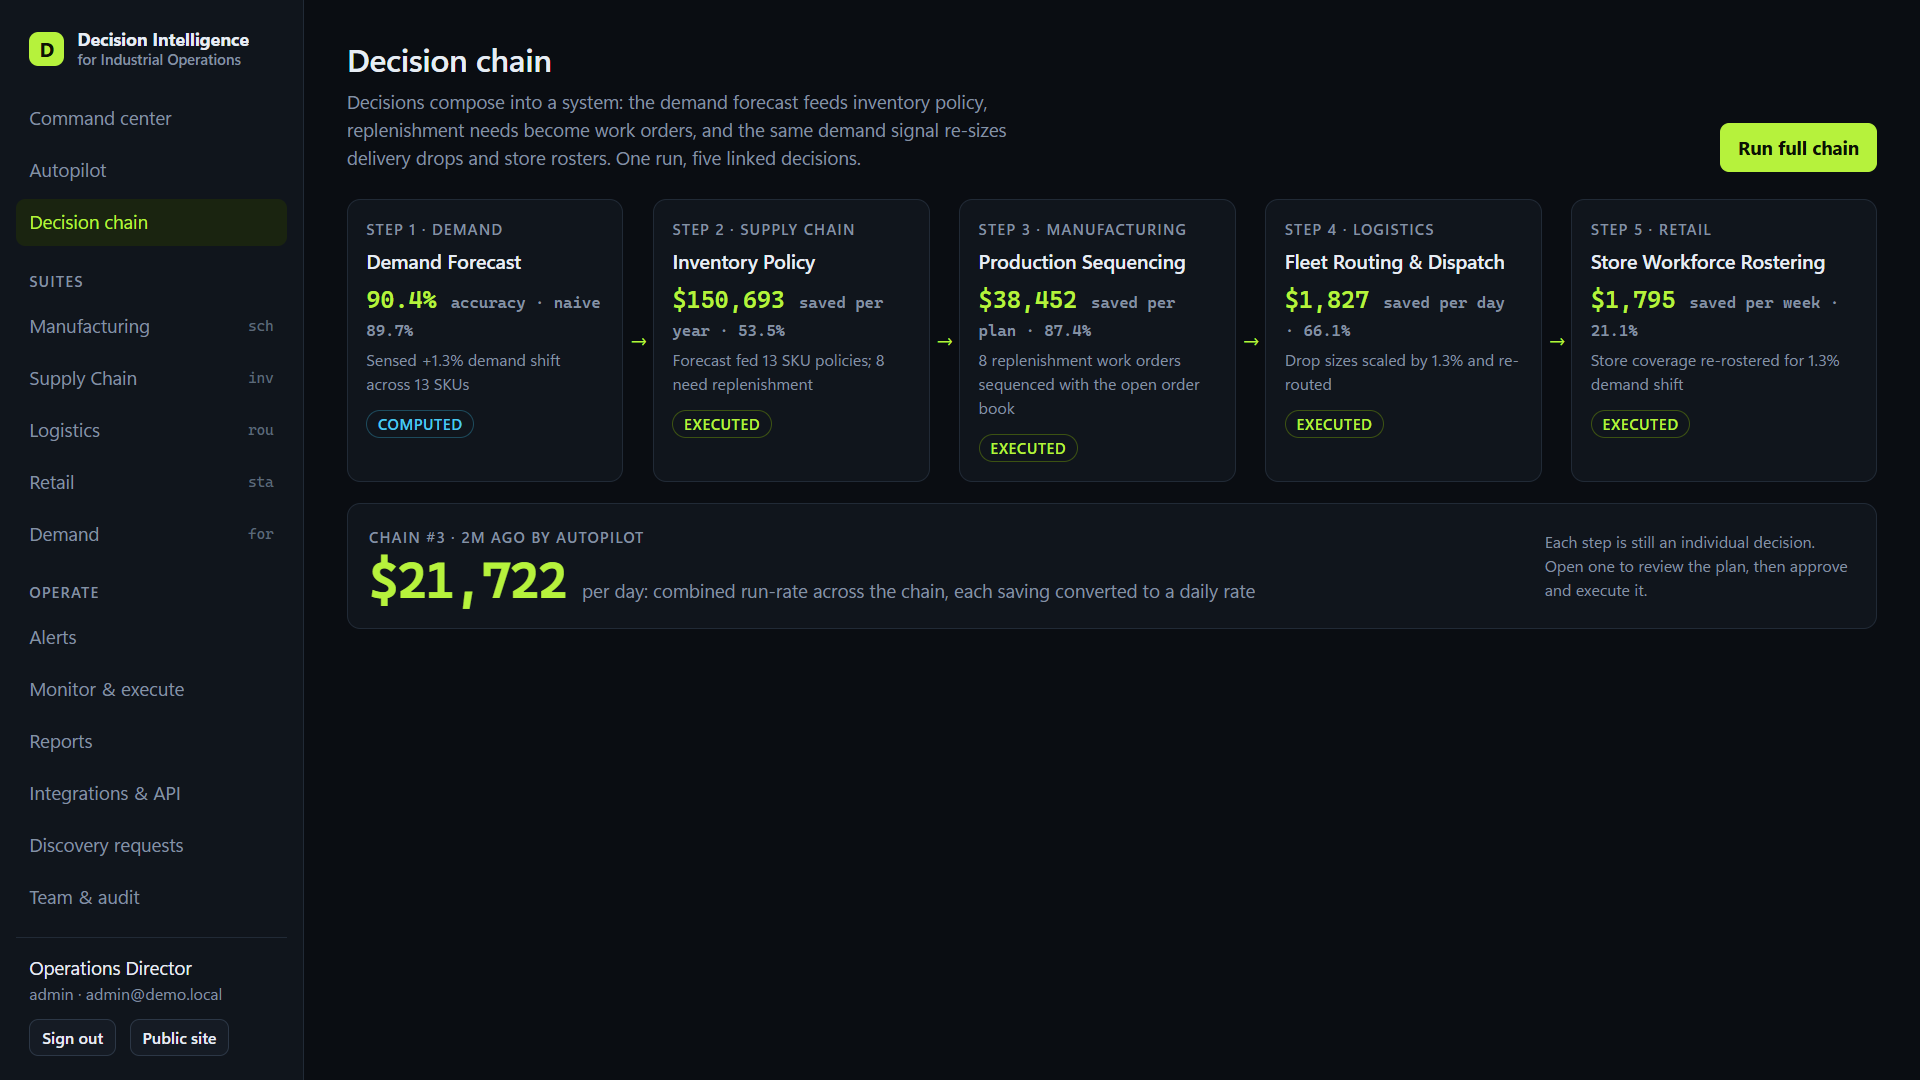 D
Decision Intelligence
for Industrial Operations
Command center
Autopilot
Decision chain
SUITES
Manufacturing sch
Supply Chain inv
Logistics rou
Retail sta
Demand for
OPERATE
Alerts
Monitor & execute
Reports
Integrations & API
Discovery requests
Team & audit
Operations Director
admin · admin@demo.local
Sign out Public site
Decision chain
Decisions compose into a system: the demand forecast feeds inventory policy,
replenishment needs become work orders, and the same demand signal re-sizes
delivery drops and store rosters. One run, five linked decisions.
Run full chain
STEP 1 · DEMAND
Demand Forecast
90.4% accuracy · naive
89.7%
Sensed +1.3% demand shift
across 13 SKUs
COMPUTED
→
STEP 2 · SUPPLY CHAIN
Inventory Policy
$150,693 saved per
year · 53.5%
Forecast fed 13 SKU policies; 8
need replenishment
EXECUTED
→
STEP 3 · MANUFACTURING
Production Sequencing
$38,452 saved per
plan · 87.4%
8 replenishment work orders
sequenced with the open order
book
EXECUTED
→
STEP 4 · LOGISTICS
Fleet Routing & Dispatch
$1,827 saved per day
· 66.1%
Drop sizes scaled by 1.3% and re-
routed
EXECUTED
→
STEP 5 · RETAIL
Store Workforce Rostering
$1,795 saved per week ·
21.1%
Store coverage re-rostered for 1.3%
demand shift
EXECUTED
CHAIN #3 · 2M AGO BY AUTOPILOT
$21,722 per day: combined run-rate across the chain, each saving converted to a daily rate
Each step is still an individual decision.
Open one to review the plan, then approve
and execute it.